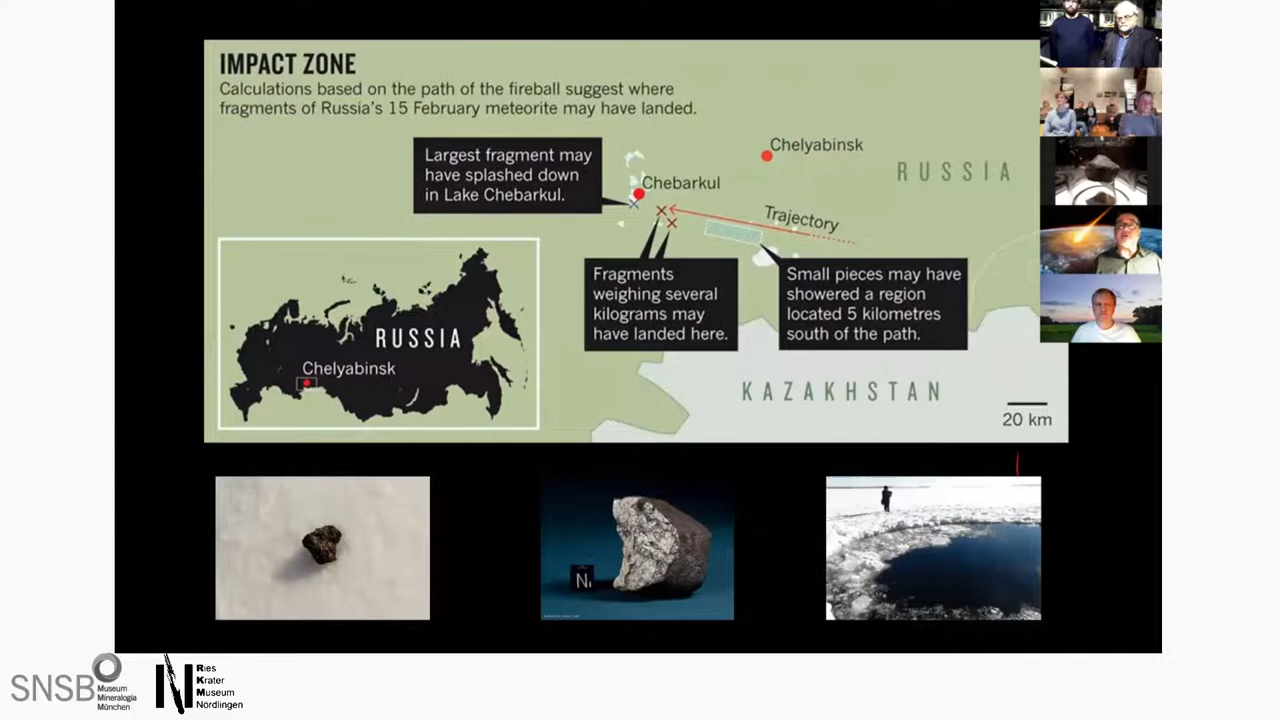 IMPACT ZONE
Calculations based on the path of the fireball suggest where
fragments of Russia's 15 February meteorite may have landed.
Largest fragment may
have splashed down
in Lake Chebarkul.
Chelyabinsk
Chebarkul
RUSSIA
Trajectory
Fragments
weighing several
kilograms may
have landed here.
Small pieces may have
showered a region
located 5 kilometres
south of the path.
RUSSIA
Chelyabinsk
KAZAKHSTAN
20 km
N
SNSB
Museum
Mineralogia
München
N
Ries
Krater
Museum
Nördlingen